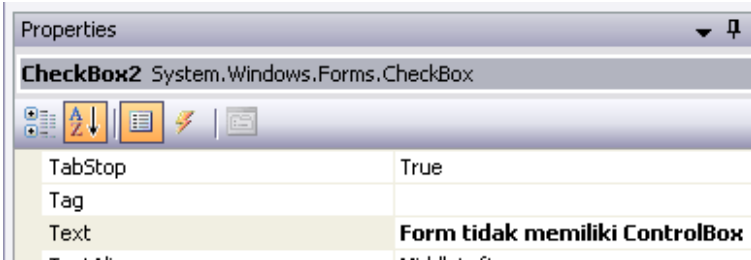 Properties
CheckBox2 System.Windows.Forms.CheckBox
TabStop True
Tag
Text Form tidak memiliki ControlBox